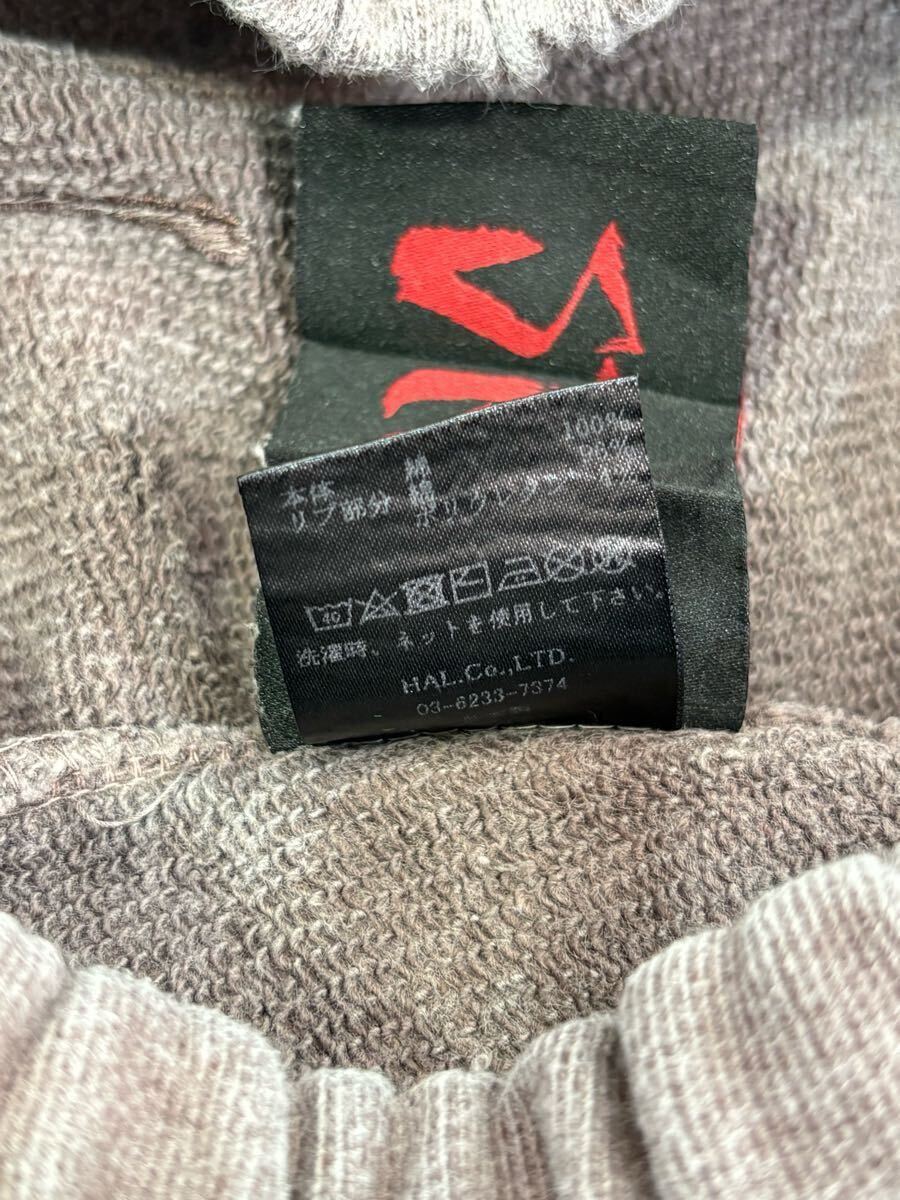 本体 綿 100%
リブ部分 綿
ポリウレタン
40
洗濯時、ネットを使用して下さい。
HAL.Co.,LTD.
03-6233-7374